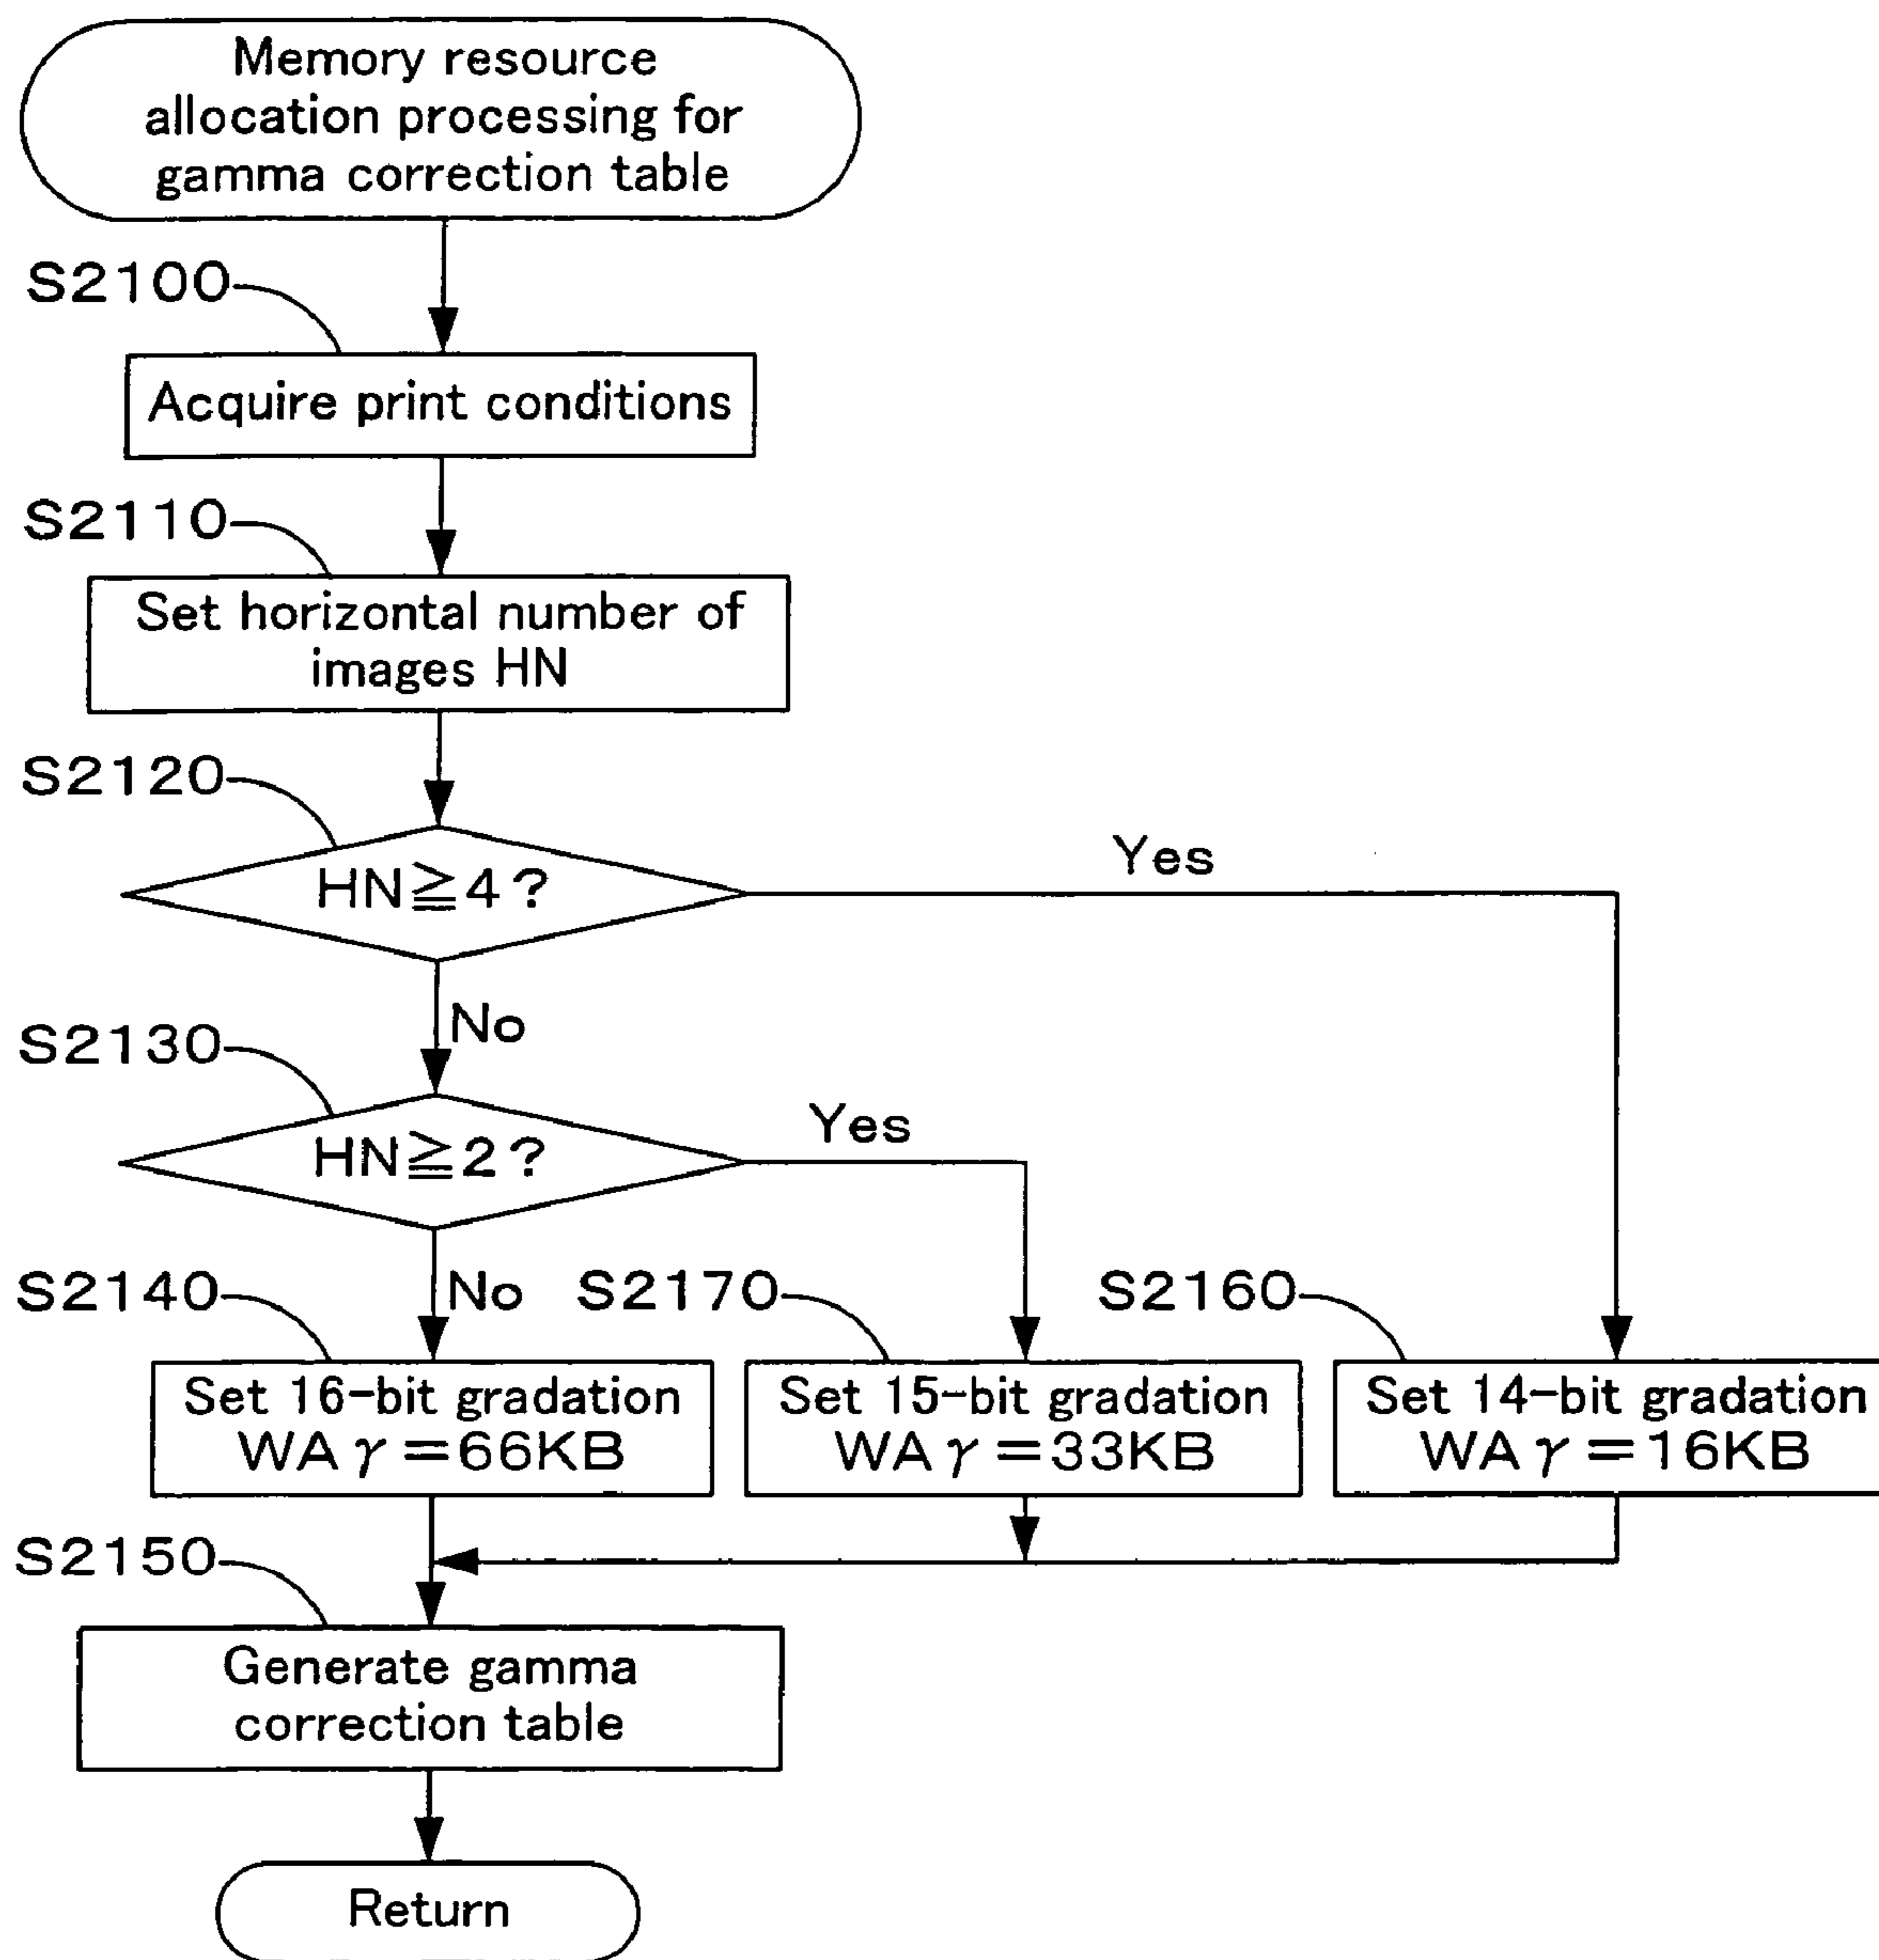 Memory resource
allocation processing for
gamma correction table
S2100
Acquire print conditions
S2110
Set horizontal number of
images HN
S2120
HN≧4?
Yes
No
S2130
HN≧2?
Yes
No
S2140
S2170
S2160
Set 16-bit gradation
WAγ=66KB
Set 15-bit gradation
WAγ=33KB
Set 14-bit gradation
WAγ=16KB
S2150
Generate gamma
correction table
Return